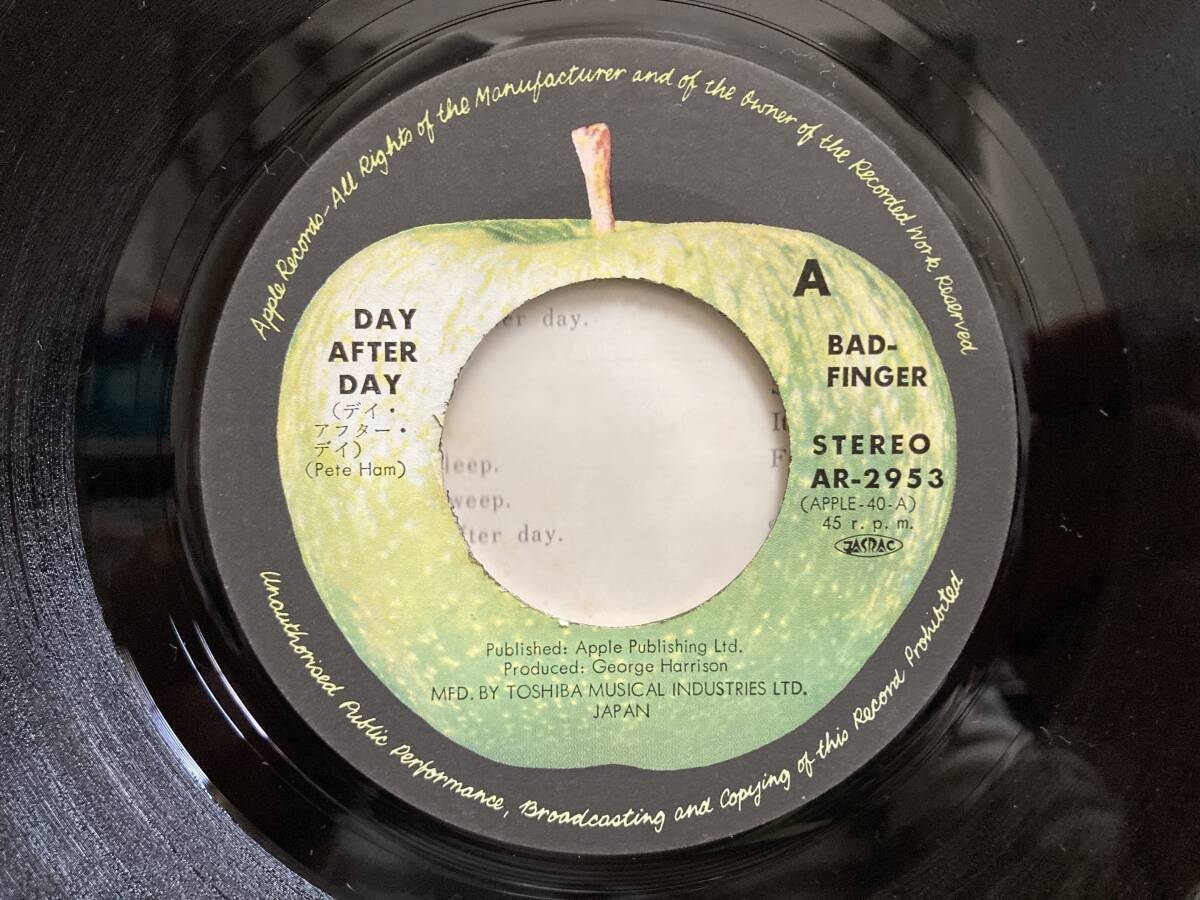 Apple Records-All Rights of the Manufacturer and of the Owner of the Recorded Work Reserved
DAY
AFTER
DAY
(デイ・
アフター・
デイ)
(Pete Ham)
A
BAD-
FINGER
STEREO
AR-2953
(APPLE-40-A)
45 r. p. m.
JASRAC
day.
day.
Published: Apple Publishing Ltd.
Produced: George Harrison
MFD. BY TOSHIBA MUSICAL INDUSTRIES LTD.
JAPAN
Unauthorised Public Performance, Broadcasting and Copying of this Record Prohibited